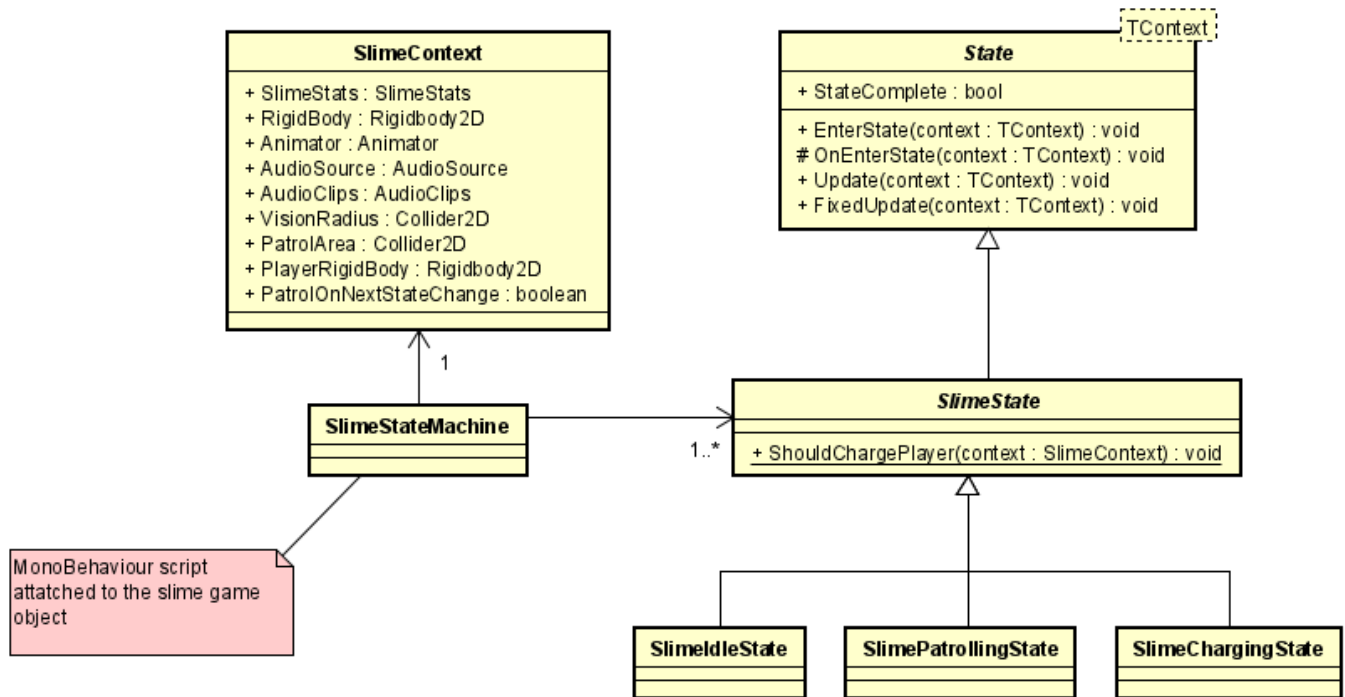 SlimeContext
+ SlimeStats : SlimeStats
+ RigidBody : Rigidbody2D
+ Animator : Animator
+ AudioSource : AudioSource
+ AudioClips : AudioClips
+ VisionRadius : Collider2D
+ PatrolArea : Collider2D
+ PlayerRigidBody : Rigidbody2D
+ PatrolOnNextStateChange : boolean
TContext
State
+ StateComplete : bool
+ EnterState(context : TContext) : void
# OnEnterState(context : TContext) : void
+ Update(context : TContext) : void
+ FixedUpdate(context : TContext) : void
1
SlimeStateMachine
1..*
SlimeState
+ ShouldChargePlayer(context : SlimeContext) : void
MonoBehaviour script
attatched to the slime game
object
SlimeIdleState
SlimePatrollingState
SlimeChargingState